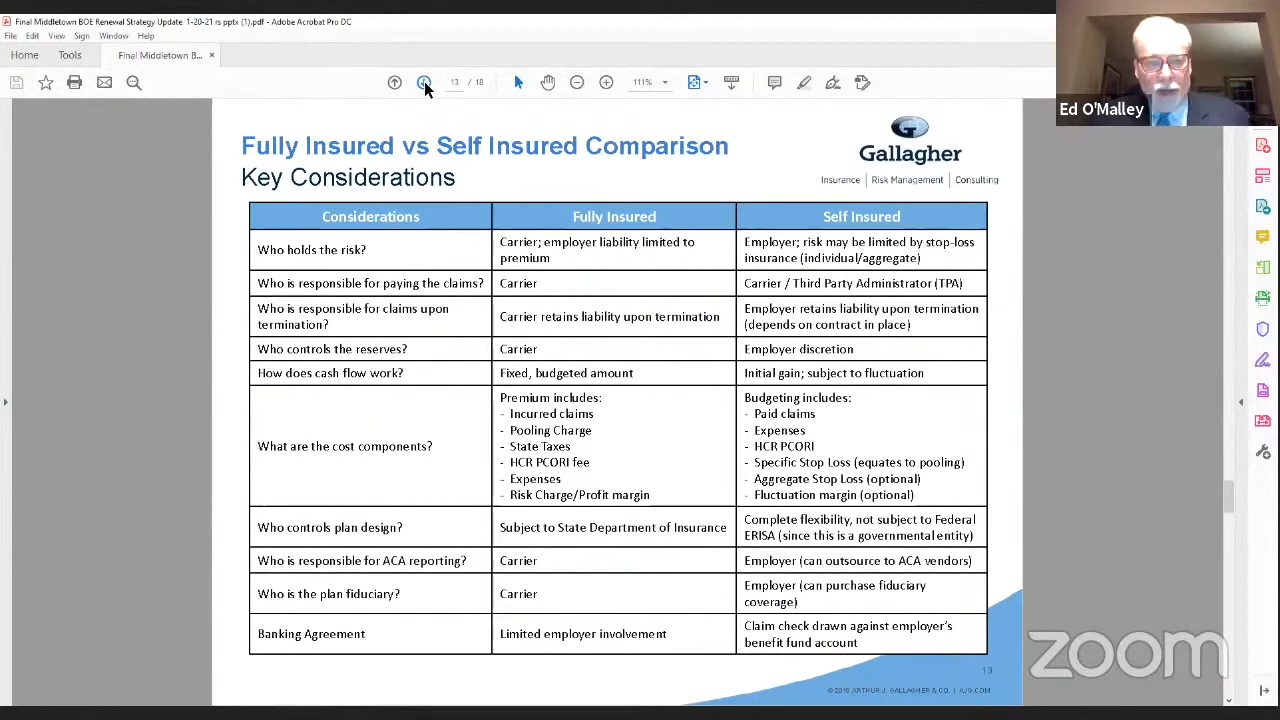 Final Middletown BOE Renewal Strategy Update 1-20-21 rs pptx (1).pdf - Adobe Acrobat Pro DC
File Edit View Sign Window Help
Home Tools Final Middletown B... ×
13 / 18 111%
Ed O'Malley
Fully Insured vs Self Insured Comparison
Key Considerations
G
Gallagher
Insurance | Risk Management | Consulting
Considerations Fully Insured Self Insured
Who holds the risk?
Carrier; employer liability limited to
premium
Employer; risk may be limited by stop-loss
insurance (individual/aggregate)
Who is responsible for paying the claims?
Carrier
Carrier / Third Party Administrator (TPA)
Who is responsible for claims upon
termination?
Carrier retains liability upon termination
Employer retains liability upon termination
(depends on contract in place)
Who controls the reserves?
Carrier
Employer discretion
How does cash flow work?
Fixed, budgeted amount
Initial gain; subject to fluctuation
What are the cost components?
Premium includes:
- Incurred claims
- Pooling Charge
- State Taxes
- HCR PCORI fee
- Expenses
- Risk Charge/Profit margin
Budgeting includes:
- Paid claims
- Expenses
- HCR PCORI
- Specific Stop Loss (equates to pooling)
- Aggregate Stop Loss (optional)
- Fluctuation margin (optional)
Who controls plan design?
Subject to State Department of Insurance
Complete flexibility, not subject to Federal
ERISA (since this is a governmental entity)
Who is responsible for ACA reporting?
Carrier
Employer (can outsource to ACA vendors)
Who is the plan fiduciary?
Carrier
Employer (can purchase fiduciary
coverage)
Banking Agreement
Limited employer involvement
Claim check drawn against employer's
benefit fund account
13
© 2018 ARTHUR J. GALLAGHER & CO. | AJG.COM
zoom